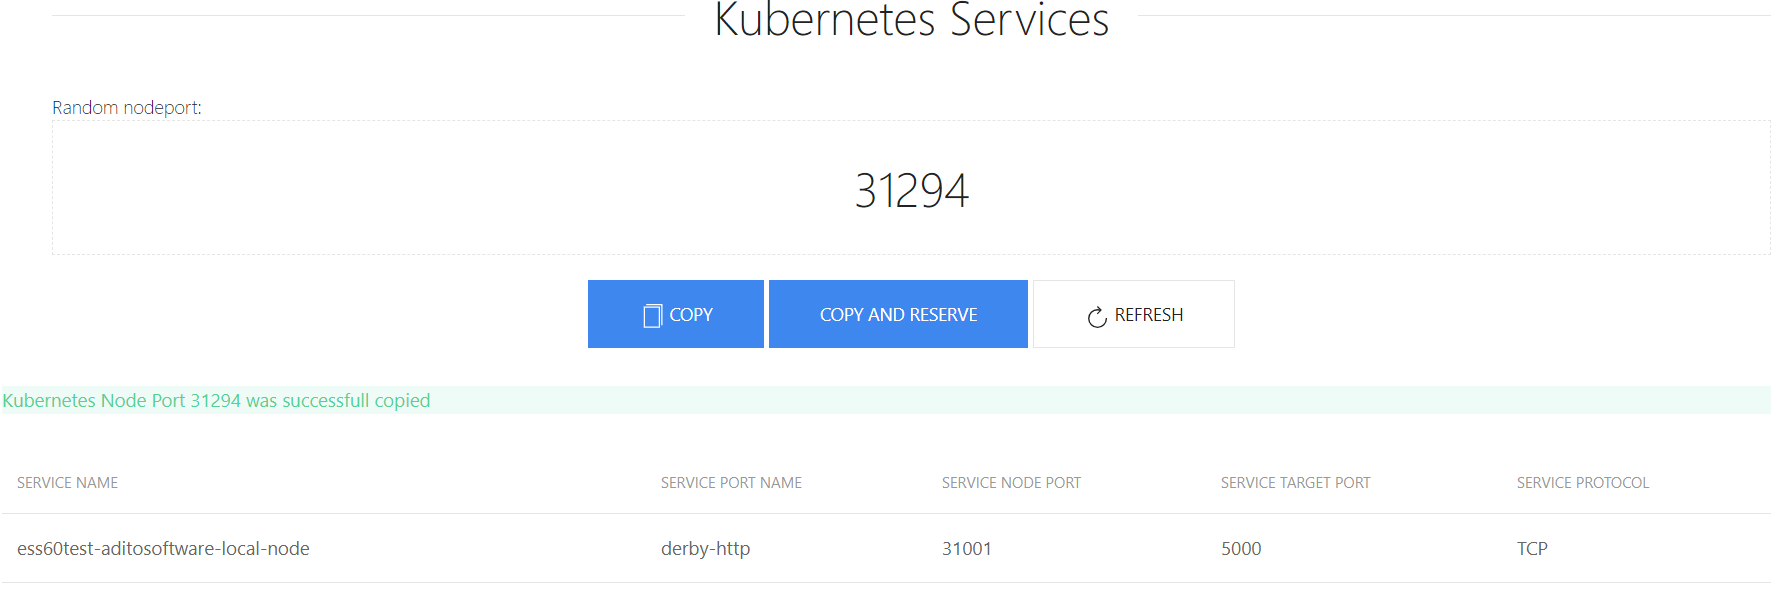 Kubernetes Services
Random nodeport:
31294
COPY COPY AND RESERVE REFRESH
Kubernetes Node Port 31294 was successfull copied
SERVICE NAME SERVICE PORT NAME SERVICE NODE PORT SERVICE TARGET PORT SERVICE PROTOCOL
ess60test-aditosoftware-local-node derby-http 31001 5000 TCP